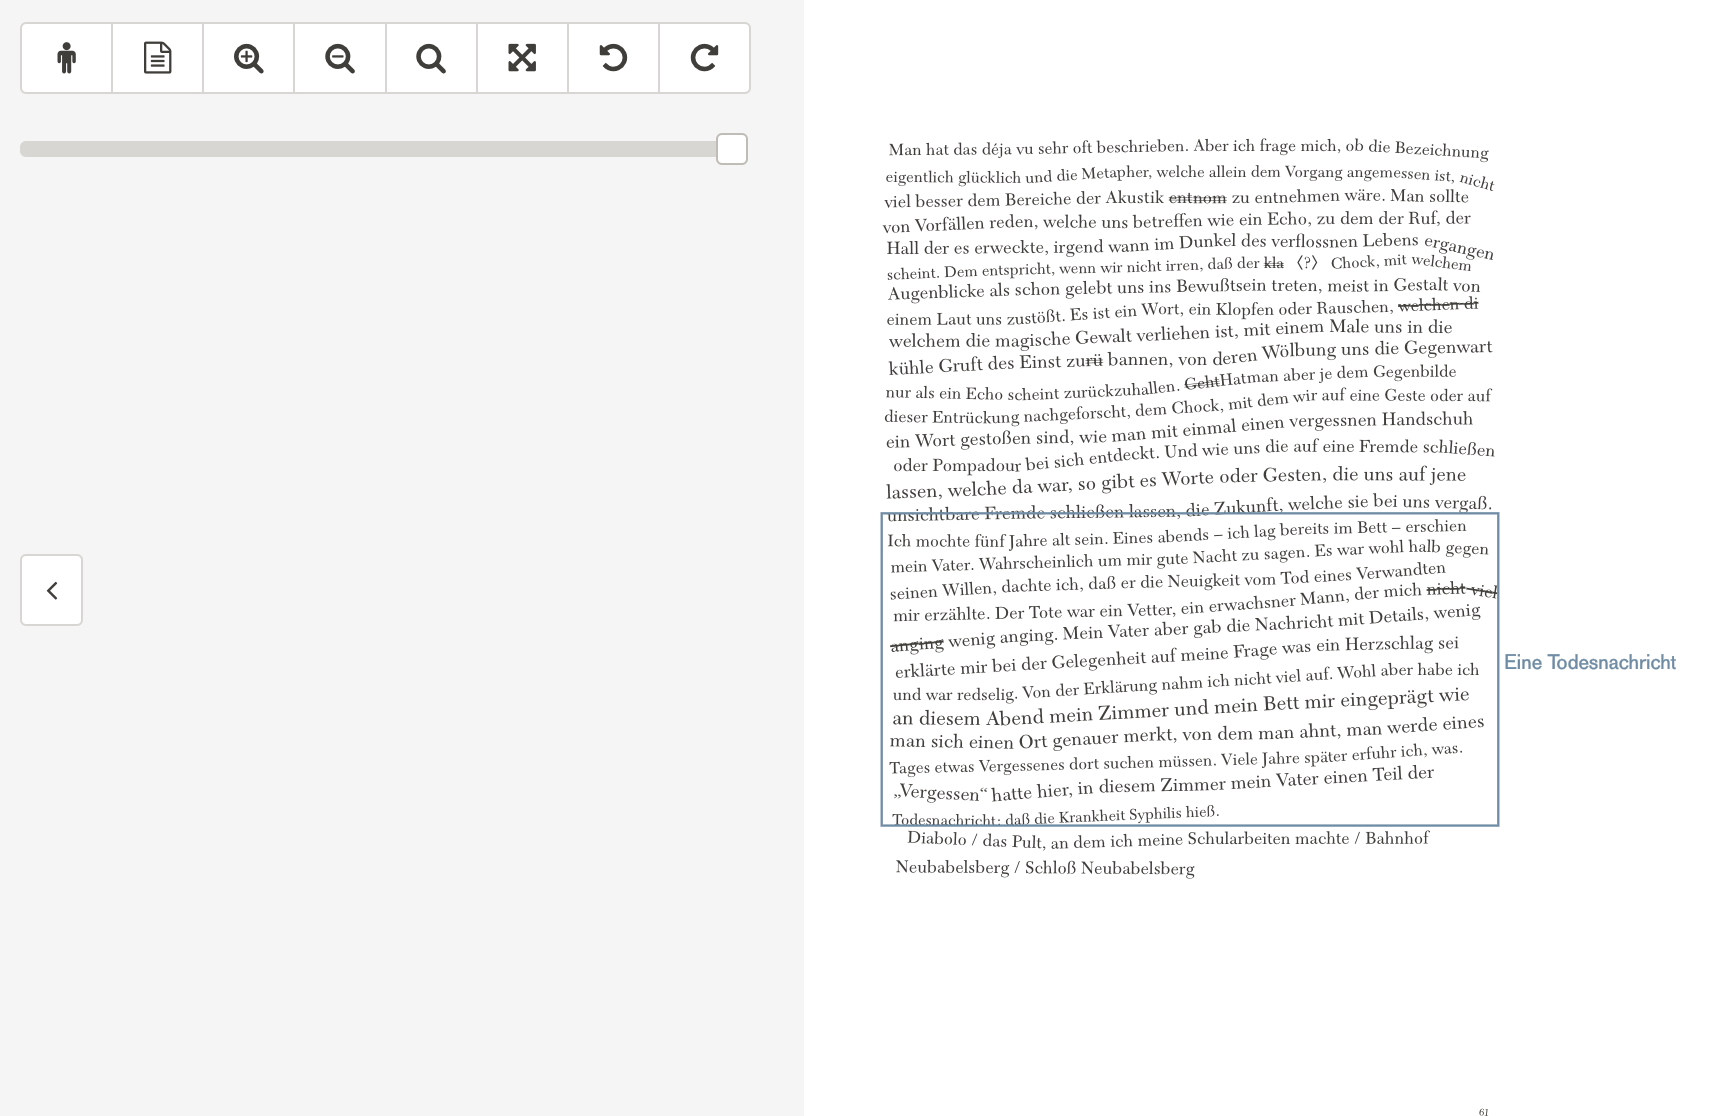 Man hat das déja vu sehr oft beschrieben. Aber ich frage mich, ob die Bezeichnung
eigentlich glücklich und die Metapher, welche allein dem Vorgang angemessen ist, nicht
viel besser dem Bereiche der Akustik entnom zu entnehmen wäre. Man sollte
von Vorfällen reden, welche uns betreffen wie ein Echo, zu dem der Ruf, der
Hall der es erweckte, irgend wann im Dunkel des verflossnen Lebens ergangen
scheint. Dem entspricht, wenn wir nicht irren, daß der kla 〈?〉 Chock, mit welchem
Augenblicke als schon gelebt uns ins Bewußtsein treten, meist in Gestalt von
einem Laut uns zustößt. Es ist ein Wort, ein Klopfen oder Rauschen, welchen di
welchem die magische Gewalt verliehen ist, mit einem Male uns in die
kühle Gruft des Einst zurü bannen, von deren Wölbung uns die Gegenwart
nur als ein Echo scheint zurückzuhallen. GehtHatman aber je dem Gegenbilde
dieser Entrückung nachgeforscht, dem Chock, mit dem wir auf eine Geste oder auf
ein Wort gestoßen sind, wie man mit einmal einen vergessnen Handschuh
oder Pompadour bei sich entdeckt. Und wie uns die auf eine Fremde schließen
lassen, welche da war, so gibt es Worte oder Gesten, die uns auf jene
unsichtbare Fremde schließen lassen, die Zukunft, welche sie bei uns vergaß.
Ich mochte fünf Jahre alt sein. Eines abends – ich lag bereits im Bett – erschien
mein Vater. Wahrscheinlich um mir gute Nacht zu sagen. Es war wohl halb gegen
seinen Willen, dachte ich, daß er die Neuigkeit vom Tod eines Verwandten
mir erzählte. Der Tote war ein Vetter, ein erwachsner Mann, der mich nicht viel
anging wenig anging. Mein Vater aber gab die Nachricht mit Details, wenig
erklärte mir bei der Gelegenheit auf meine Frage was ein Herzschlag sei
und war redselig. Von der Erklärung nahm ich nicht viel auf. Wohl aber habe ich
an diesem Abend mein Zimmer und mein Bett mir eingeprägt wie
man sich einen Ort genauer merkt, von dem man ahnt, man werde eines
Tages etwas Vergessenes dort suchen müssen. Viele Jahre später erfuhr ich, was.
„Vergessen“ hatte hier, in diesem Zimmer mein Vater einen Teil der
Todesnachricht: daß die Krankheit Syphilis hieß.
Eine Todesnachricht
Diabolo / das Pult, an dem ich meine Schularbeiten machte / Bahnhof
Neubabelsberg / Schloß Neubabelsberg
61